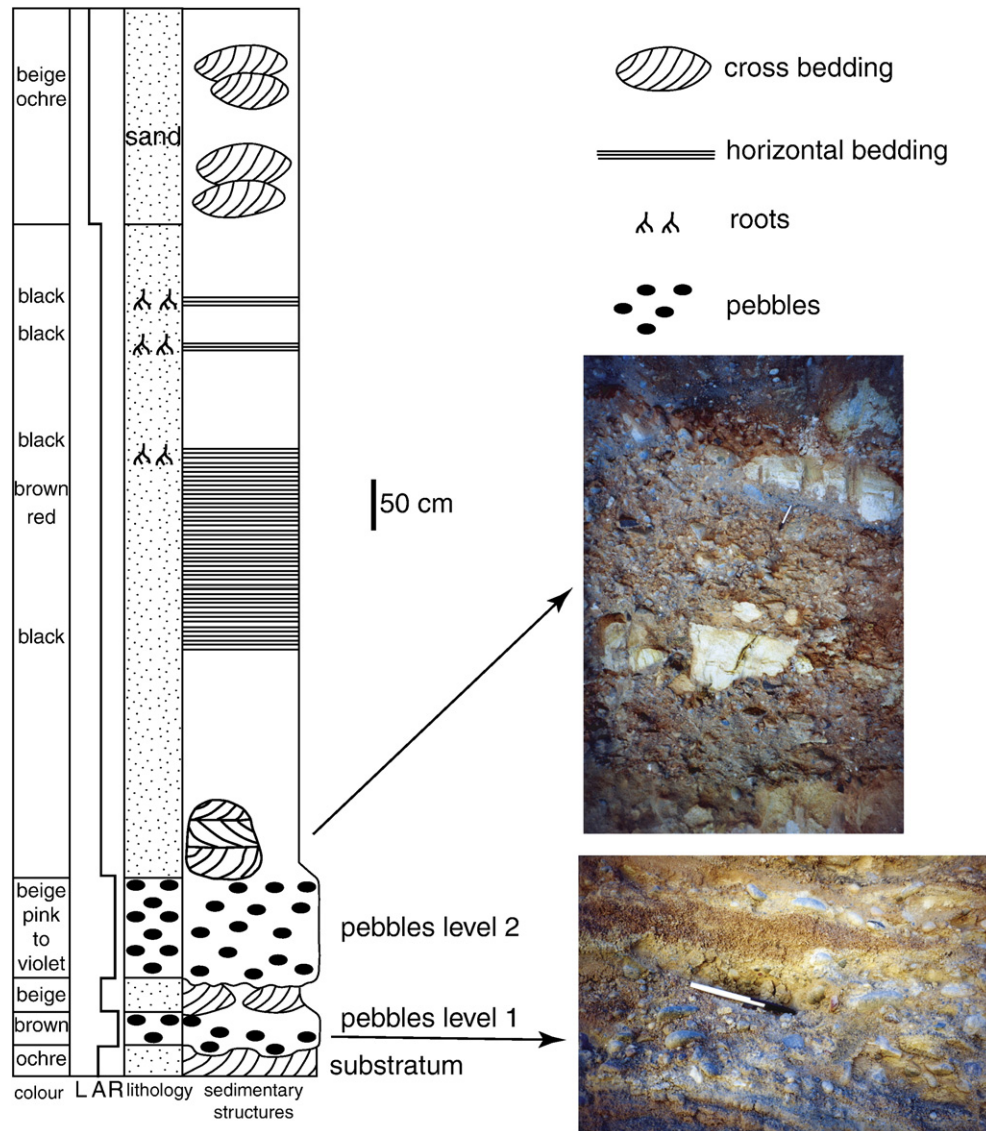 beige
ochre
sand
black
black
black
brown
red
black
beige
pink
to
violet
beige
brown
ochre
colour
L A R
lithology
sedimentary
structures
cross bedding
horizontal bedding
roots
pebbles
50 cm
pebbles level 2
pebbles level 1
substratum